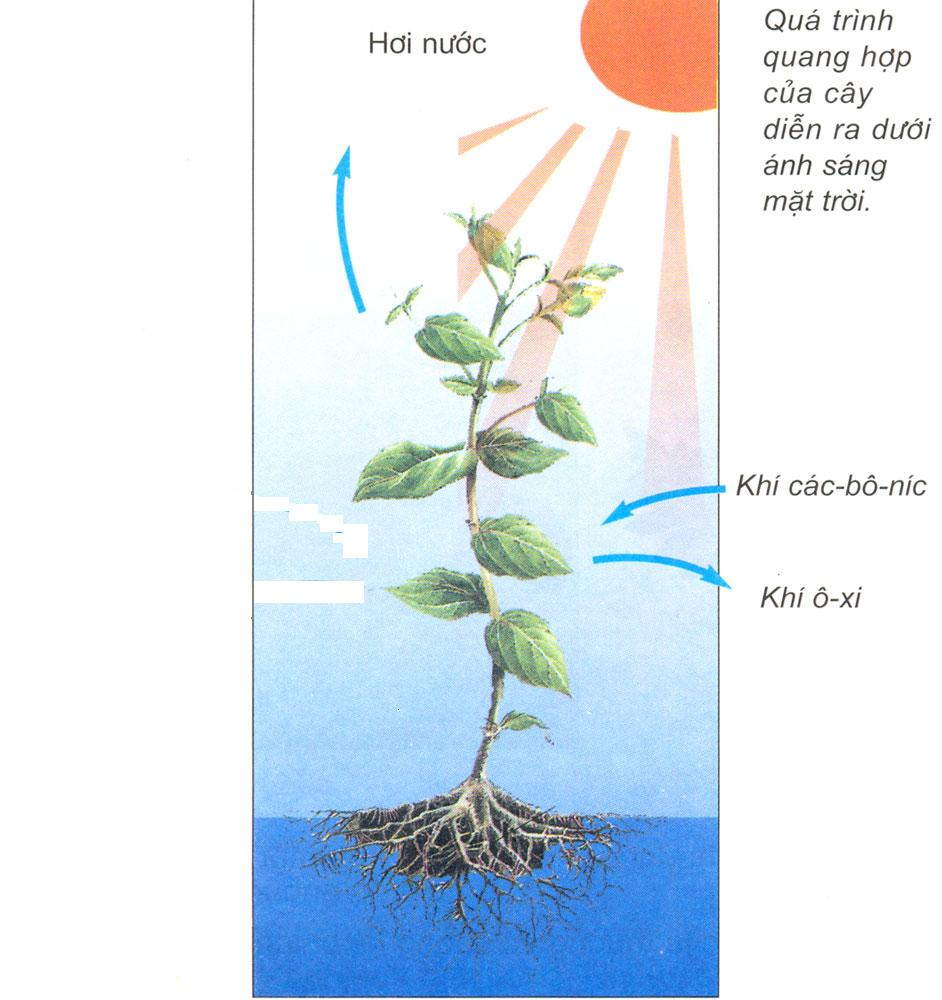 Hơi nước
Quá trình
quang hợp
của cây
diễn ra dưới
ánh sáng
mặt trời.
Khí các-bô-níc
Khí ô-xi